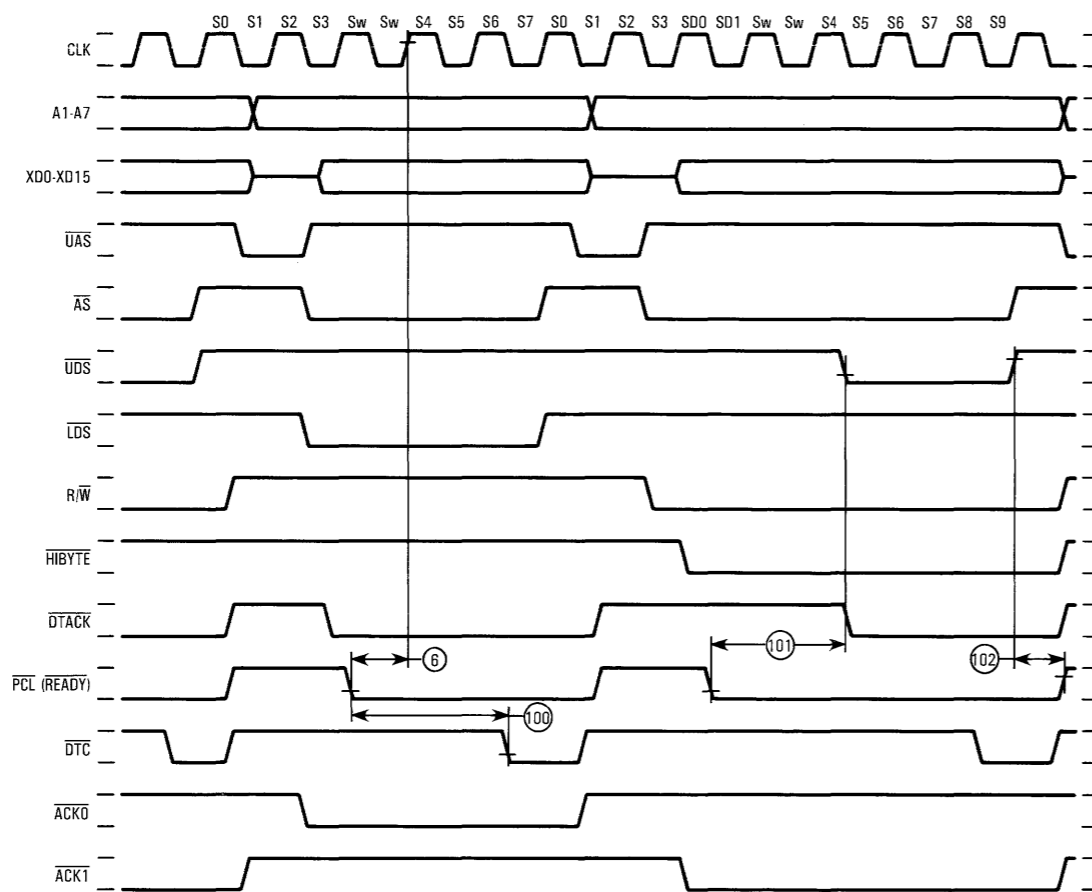 S0 S1 S2 S3 Sw Sw S4 S5 S6 S7 S0 S1 S2 S3 SD0 SD1 Sw Sw S4 S5 S6 S7 S8 S9
CLK
A1-A7
XD0-XD15
UAS
AS
UDS
LDS
R/W
HIBYTE
DTACK
6
101
102
PCL (READY)
100
DTC
ACK0
ACK1